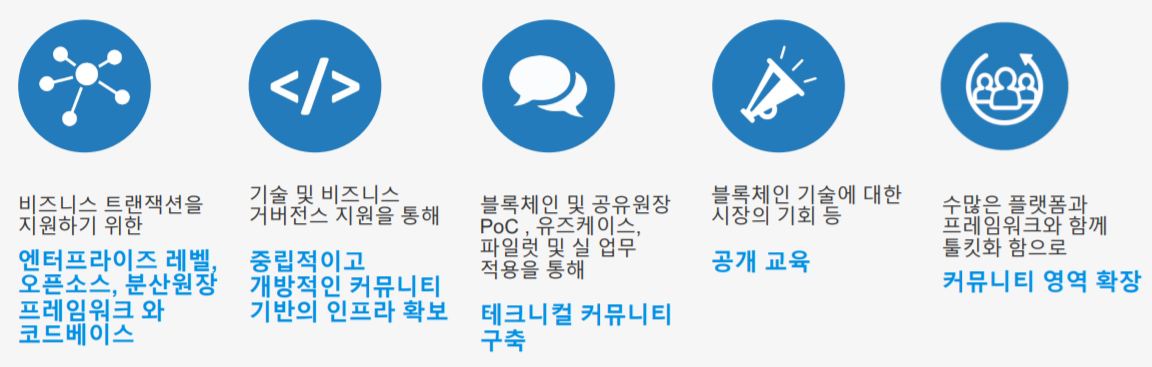 </>
비즈니스 트랜잭션을
지원하기 위한
엔터프라이즈 레벨,
오픈소스, 분산원장
프레임워크 와
코드베이스
기술 및 비즈니스
거버전스 지원을 통해
중립적이고
개방적인 커뮤니티
기반의 인프라 확보
블록체인 및 공유원장
PoC , 유즈케이스,
파일럿 및 실 업무
적용을 통해
테크니컬 커뮤니티
구축
블록체인 기술에 대한
시장의 기회 등
공개 교육
수많은 플랫폼과
프레임워크와 함께
툴킷화 함으로
커뮤니티 영역 확장